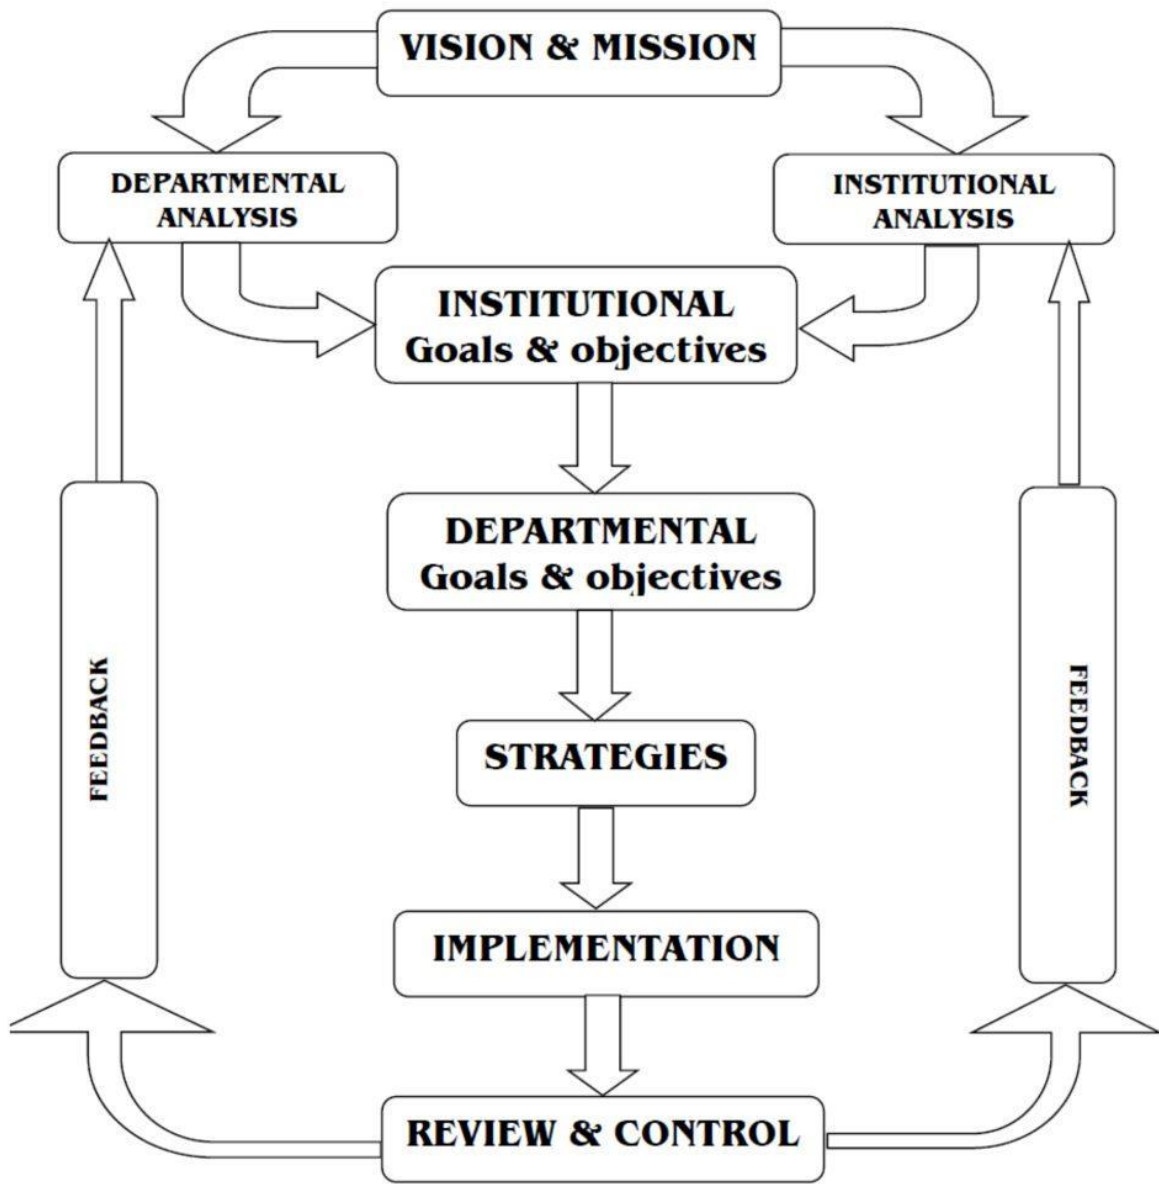 VISION & MISSION
DEPARTMENTAL
ANALYSIS
INSTITUTIONAL
ANALYSIS
INSTITUTIONAL
Goals & objectives
DEPARTMENTAL
Goals & objectives
FEEDBACK
FEEDBACK
STRATEGIES
IMPLEMENTATION
REVIEW & CONTROL